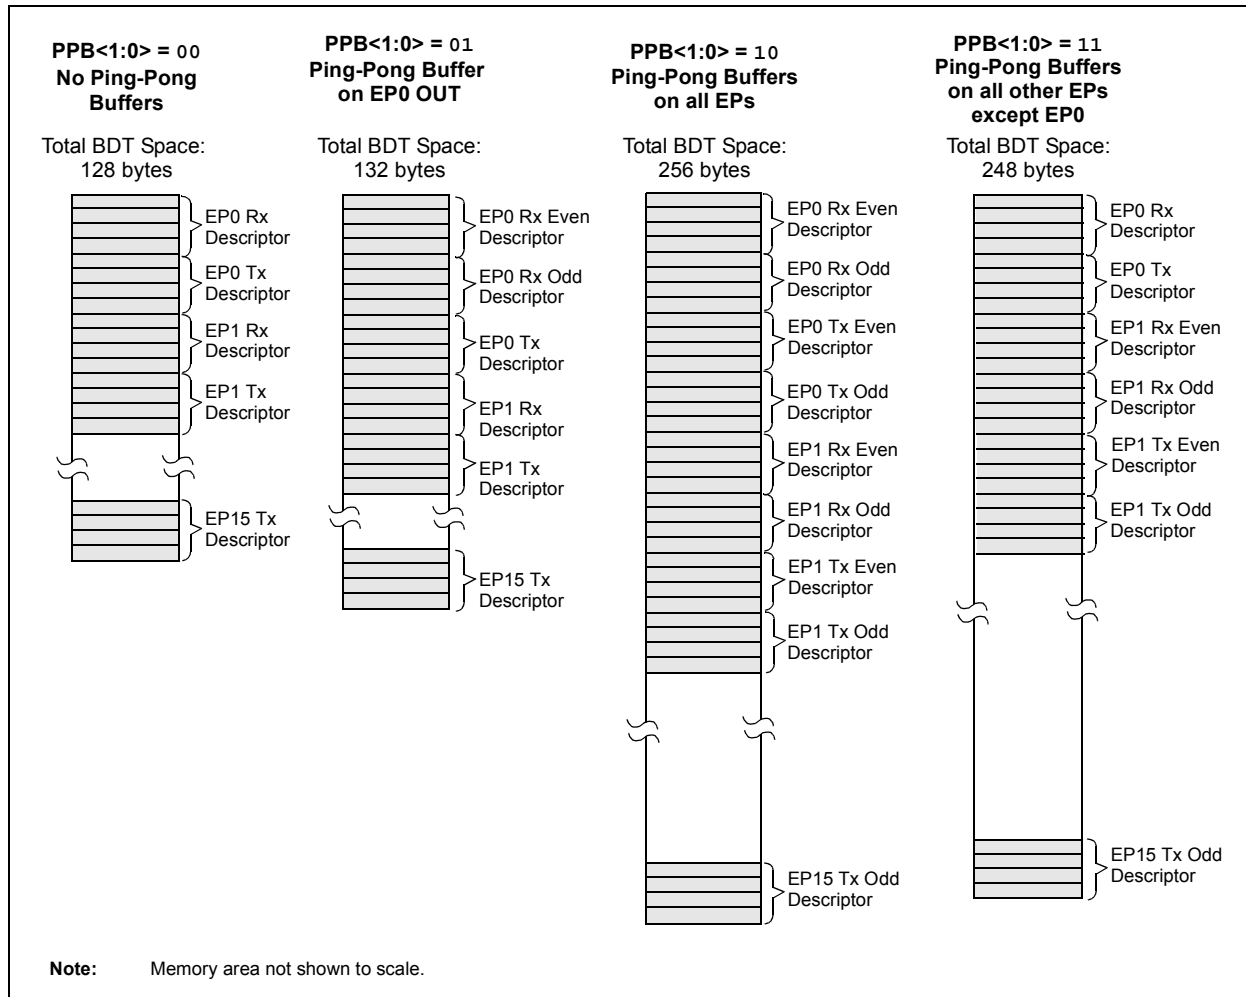 PPB<1:0> = 00
No Ping-Pong
Buffers
Total BDT Space:
128 bytes
EP0 Rx
Descriptor
EP0 Tx
Descriptor
EP1 Rx
Descriptor
EP1 Tx
Descriptor
EP15 Tx
Descriptor
PPB<1:0> = 01
Ping-Pong Buffer
on EP0 OUT
Total BDT Space:
132 bytes
EP0 Rx Even
Descriptor
EP0 Rx Odd
Descriptor
EP0 Tx
Descriptor
EP1 Rx
Descriptor
EP1 Tx
Descriptor
EP15 Tx
Descriptor
PPB<1:0> = 10
Ping-Pong Buffers
on all EPs
Total BDT Space:
256 bytes
EP0 Rx Even
Descriptor
EP0 Rx Odd
Descriptor
EP0 Tx Even
Descriptor
EP0 Tx Odd
Descriptor
EP1 Rx Even
Descriptor
EP1 Rx Odd
Descriptor
EP1 Tx Even
Descriptor
EP1 Tx Odd
Descriptor
EP15 Tx Odd
Descriptor
PPB<1:0> = 11
Ping-Pong Buffers
on all other EPs
except EP0
Total BDT Space:
248 bytes
EP0 Rx
Descriptor
EP0 Tx
Descriptor
EP1 Rx Even
Descriptor
EP1 Rx Odd
Descriptor
EP1 Tx Even
Descriptor
EP1 Tx Odd
Descriptor
EP15 Tx Odd
Descriptor
Note: Memory area not shown to scale.